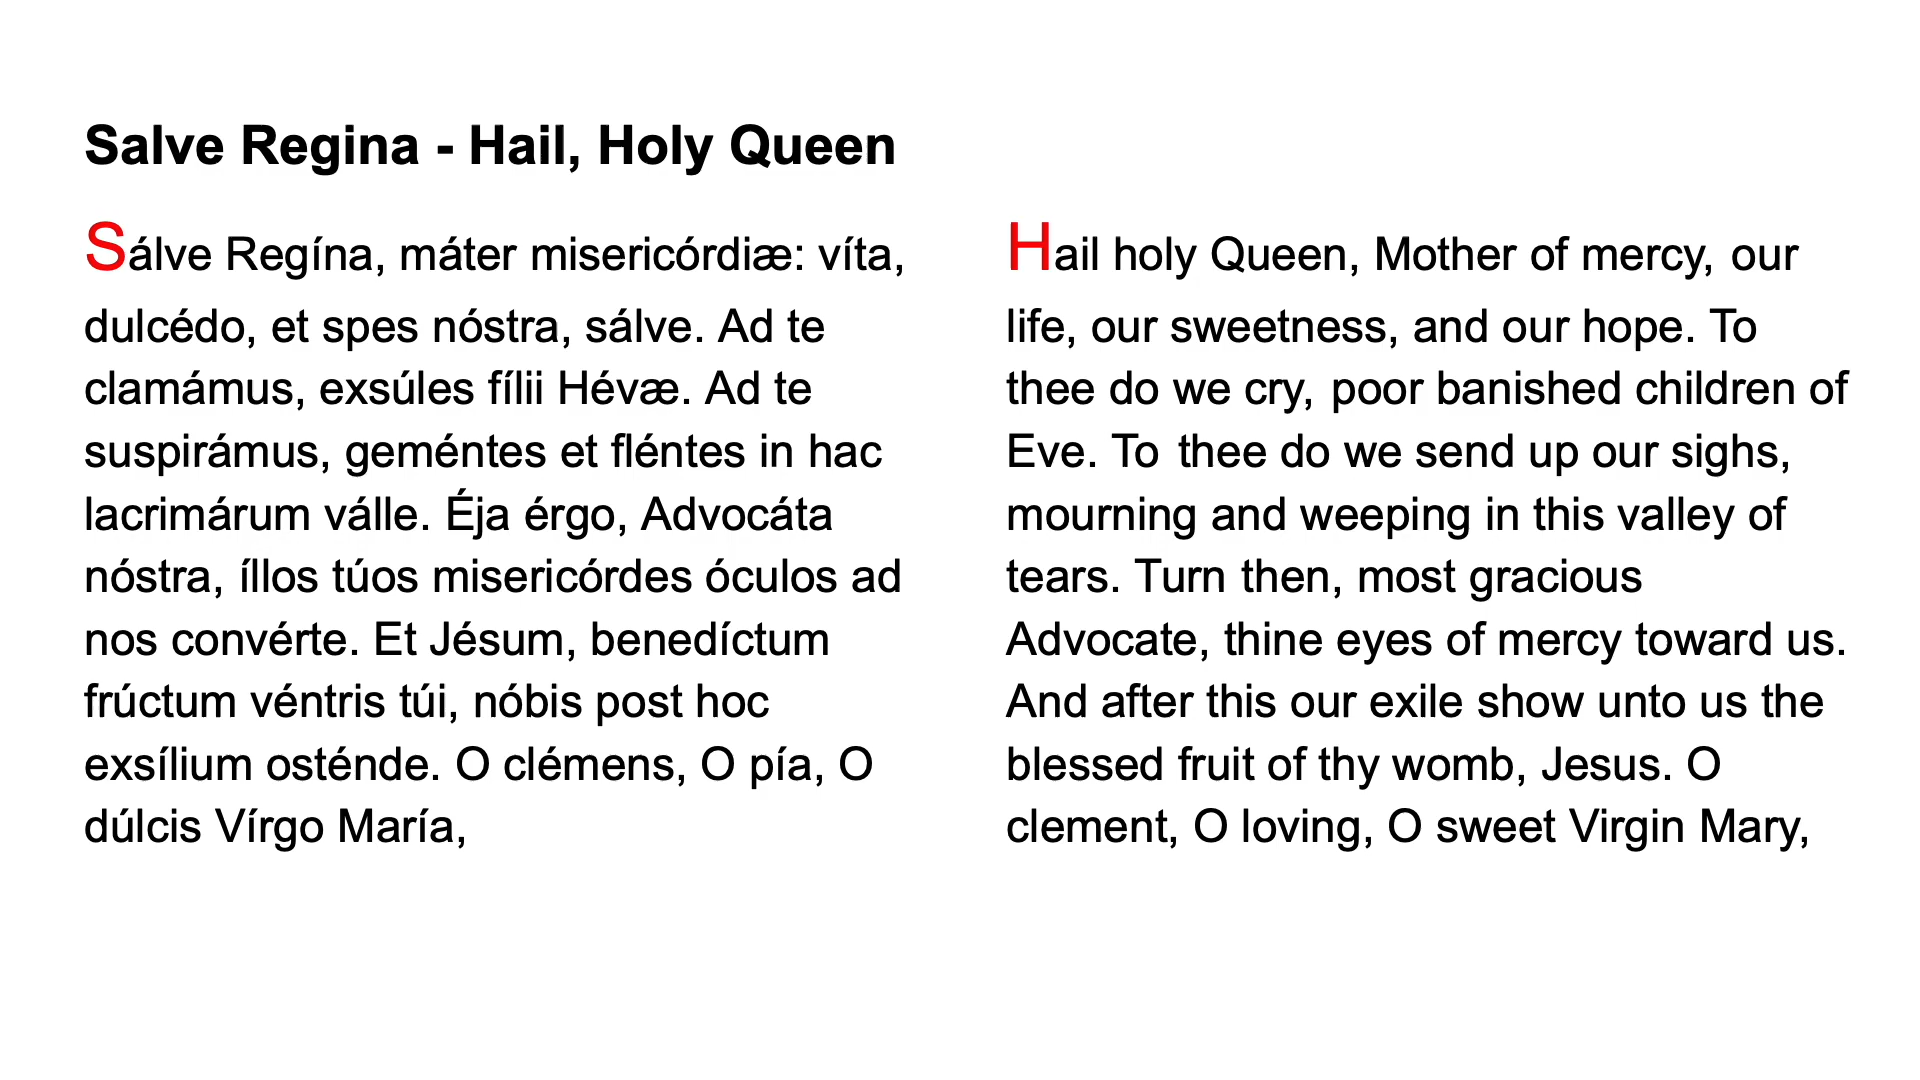 Salve Regina - Hail, Holy Queen
Sálve Regína, máter misericórdiæ: víta,
dulcédo, et spes nóstra, sálve. Ad te
clamámus, exsúles fílii Hévæ. Ad te
suspirámus, geméntes et fléntes in hac
lacrimárum válle. Éja érgo, Advocáta
nóstra, íllos túos misericórdes óculos ad
nos convérte. Et Jésum, benedíctum
frúctum véntris túi, nóbis post hoc
exsílium osténde. O clémens, O pía, O
dúlcis Vírgo María,
Hail holy Queen, Mother of mercy, our
life, our sweetness, and our hope. To
thee do we cry, poor banished children of
Eve. To thee do we send up our sighs,
mourning and weeping in this valley of
tears. Turn then, most gracious
Advocate, thine eyes of mercy toward us.
And after this our exile show unto us the
blessed fruit of thy womb, Jesus. O
clement, O loving, O sweet Virgin Mary,